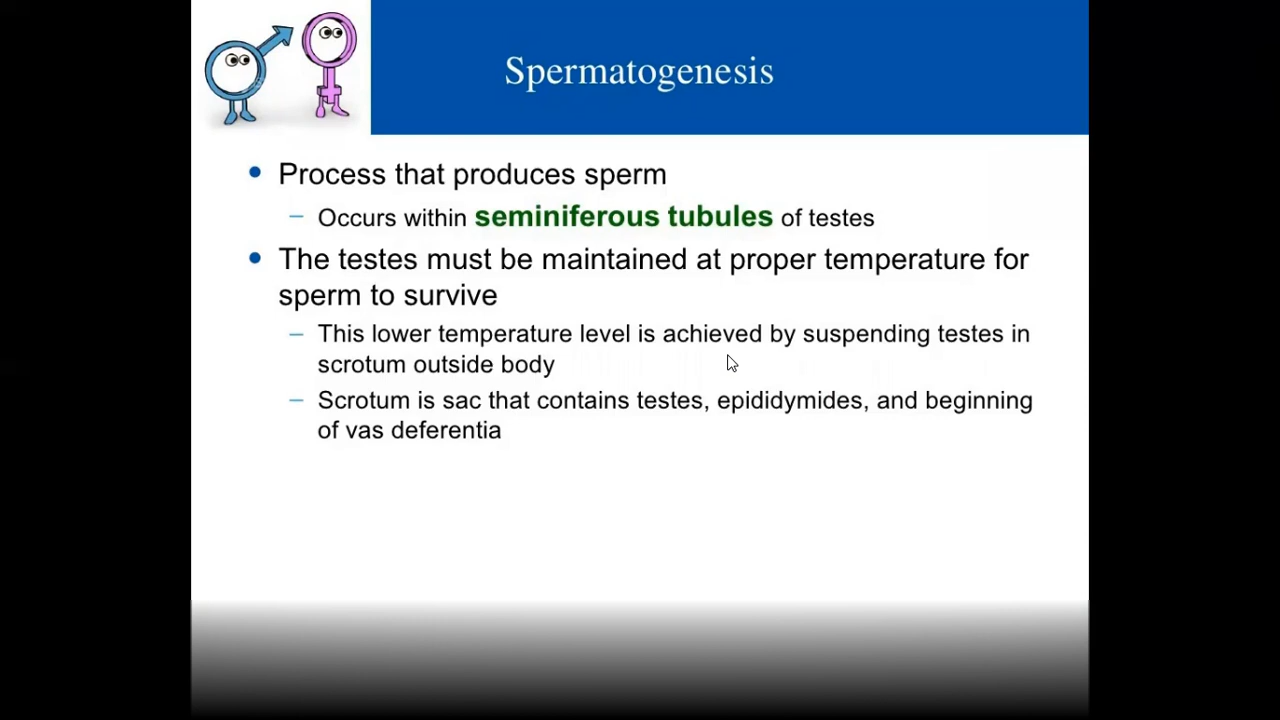 Spermatogenesis
• Process that produces sperm
– Occurs within seminiferous tubules of testes
• The testes must be maintained at proper temperature for
sperm to survive
– This lower temperature level is achieved by suspending testes in
scrotum outside body
– Scrotum is sac that contains testes, epididymides, and beginning
of vas deferentia